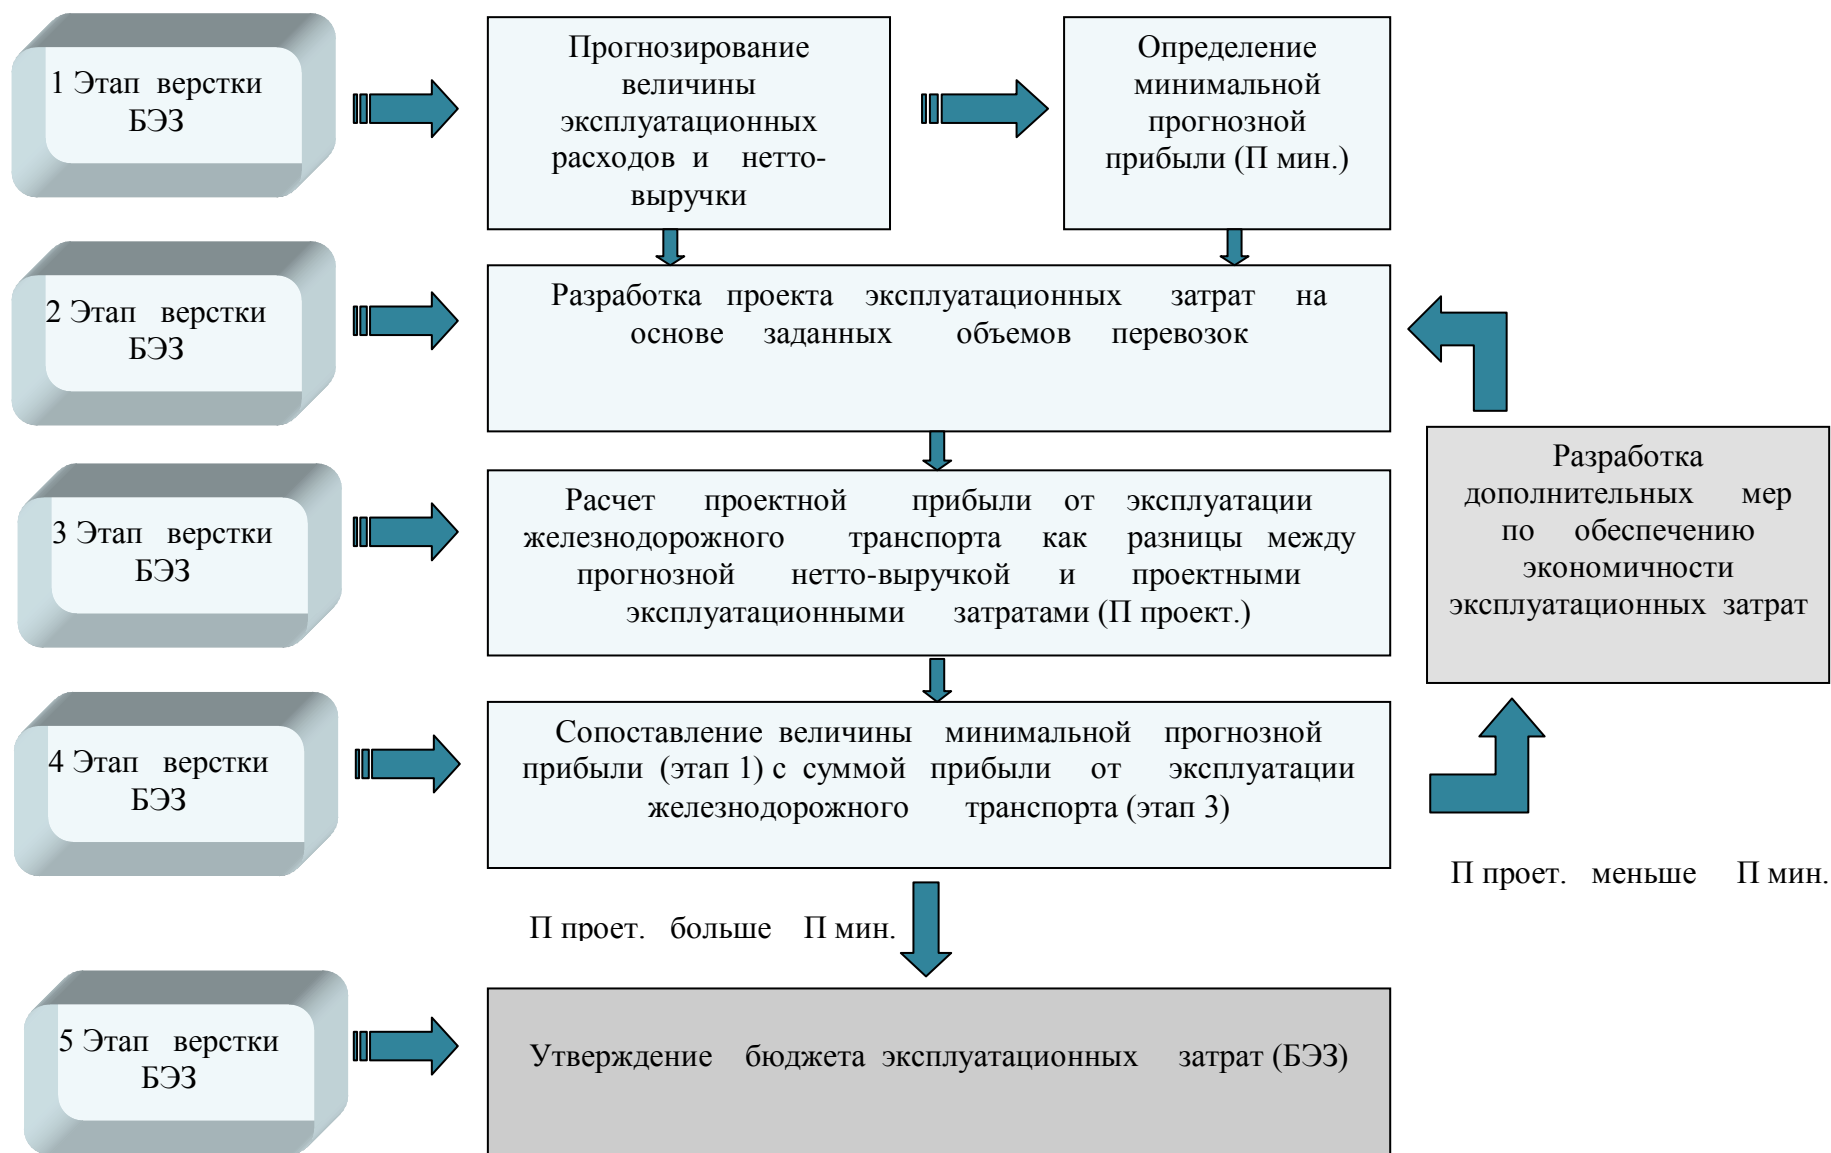 1 Этап верстки
БЭЗ
Прогнозирование
величины
эксплуатационных
расходов и нетто-
выручки
Определение
минимальной
прогнозной
прибыли (П мин.)
2 Этап верстки
БЭЗ
Разработка проекта эксплуатационных затрат на
основе заданных объемов перевозок
3 Этап верстки
БЭЗ
Расчет проектной прибыли от эксплуатации
железнодорожного транспорта как разницы между
прогнозной нетто-выручкой и проектными
эксплуатационными затратами (П проект.)
Разработка
дополнительных мер
по обеспечению
экономичности
эксплуатационных затрат
4 Этап верстки
БЭЗ
Сопоставление величины минимальной прогнозной
прибыли (этап 1) с суммой прибыли от эксплуатации
железнодорожного транспорта (этап 3)
П проет. меньше П мин.
П проет. больше П мин.
5 Этап верстки
БЭЗ
Утверждение бюджета эксплуатационных затрат (БЭЗ)